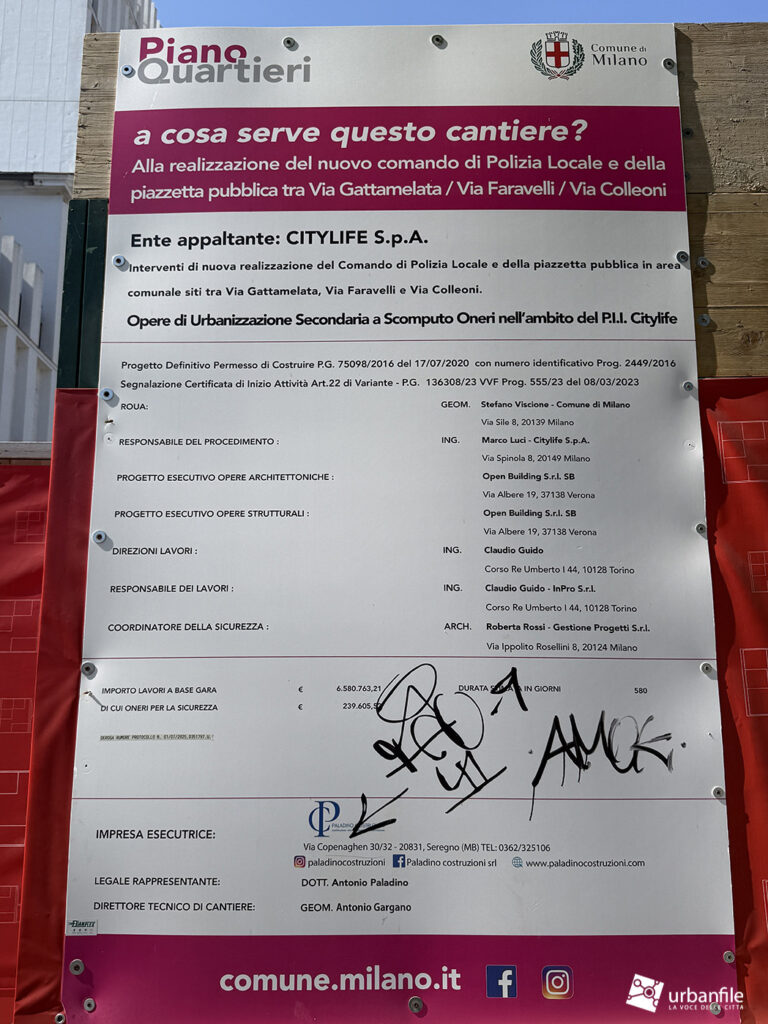 Piano
Quartieri
Comune di
Milano
a cosa serve questo cantiere?
Alla realizzazione del nuovo comando di Polizia Locale e della
piazzetta pubblica tra Via Gattamelata / Via Faravelli / Via Colleoni
Ente appaltante: CITYLIFE S.p.A.
Interventi di nuova realizzazione del Comando di Polizia Locale e della piazzetta pubblica in area
comunale siti tra Via Gattamelata, Via Faravelli e Via Colleoni.
Opere di Urbanizzazione Secondaria a Scomputo Oneri nell'ambito del P.I.I. Citylife
Progetto Definitivo Permesso di Costruire P.G. 75098/2016 del 17/07/2020 con numero identificativo Prog. 2449/2016
Segnalazione Certificata di Inizio Attività Art.22 di Variante - P.G. 136308/23 VVF Prog. 555/23 del 08/03/2023
ROUA: GEOM. Stefano Viscione - Comune di Milano
Via Sile 8, 20139 Milano
RESPONSABILE DEL PROCEDIMENTO : ING. Marco Luci - Citylife S.p.A.
Via Spinola 8, 20149 Milano
PROGETTO ESECUTIVO OPERE ARCHITETTONICHE : Open Building S.r.l. SB
Via Albere 19, 37138 Verona
PROGETTO ESECUTIVO OPERE STRUTTURALI : Open Building S.r.l. SB
Via Albere 19, 37138 Verona
DIREZIONI LAVORI : ING. Claudio Guido
Corso Re Umberto I 44, 10128 Torino
RESPONSABILE DEI LAVORI : ING. Claudio Guido - InPro S.r.l.
Corso Re Umberto I 44, 10128 Torino
COORDINATORE DELLA SICUREZZA : ARCH. Roberta Rossi - Gestione Progetti S.r.l.
Via Ippolito Rosellini 8, 20124 Milano
IMPORTO LAVORI A BASE GARA € 6.580.763,21 DURATA IN GIORNI 580
DI CUI ONERI PER LA SICUREZZA € 239.605,
AMOK.
IMPRESA ESECUTRICE:
CP PALADINO
Via Copenaghen 30/32 - 20831, Seregno (MB) TEL: 0362/325106
paladinocostruzioni Paladino costruzioni srl www.paladinocostruzioni.com
LEGALE RAPPRESENTANTE: DOTT. Antonio Paladino
DIRETTORE TECNICO DI CANTIERE: GEOM. Antonio Gargano
comune.milano.it
urbanfile
LA VOCE DELLE CITTÀ